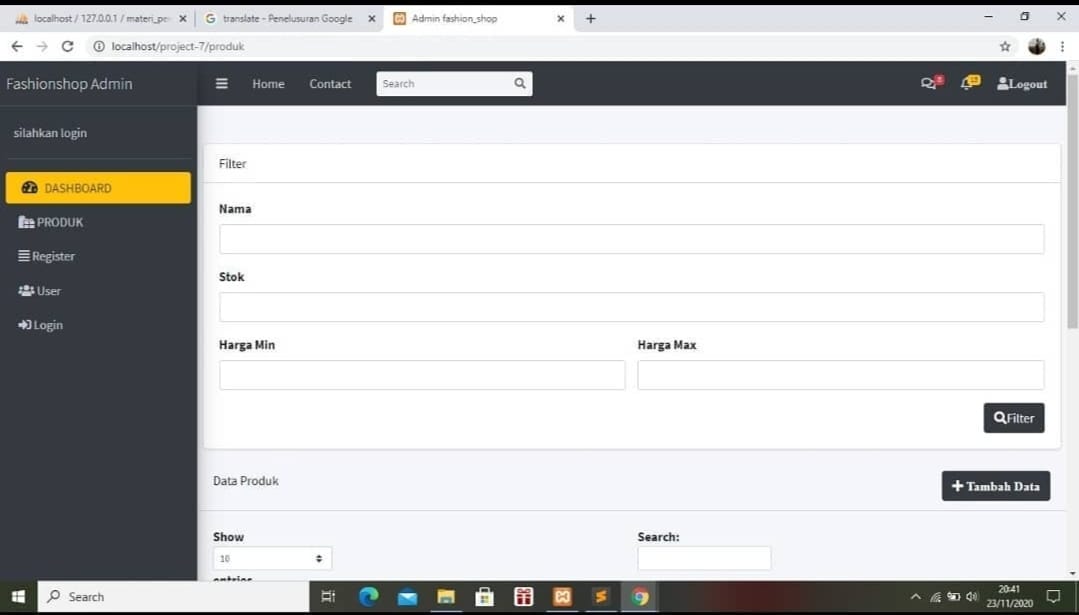 localhost / 127.0.0.1 / materi_pe
translate - Penelusuran Google
Admin fashion_shop
localhost/project-7/produk
Fashionshop Admin
Home
Contact
Search
Logout
silahkan login
DASHBOARD
PRODUK
Register
User
Login
Filter
Nama
Stok
Harga Min
Harga Max
Filter
Data Produk
Tambah Data
Show
Search:
10
entries
Search
20:41
23/11/2020